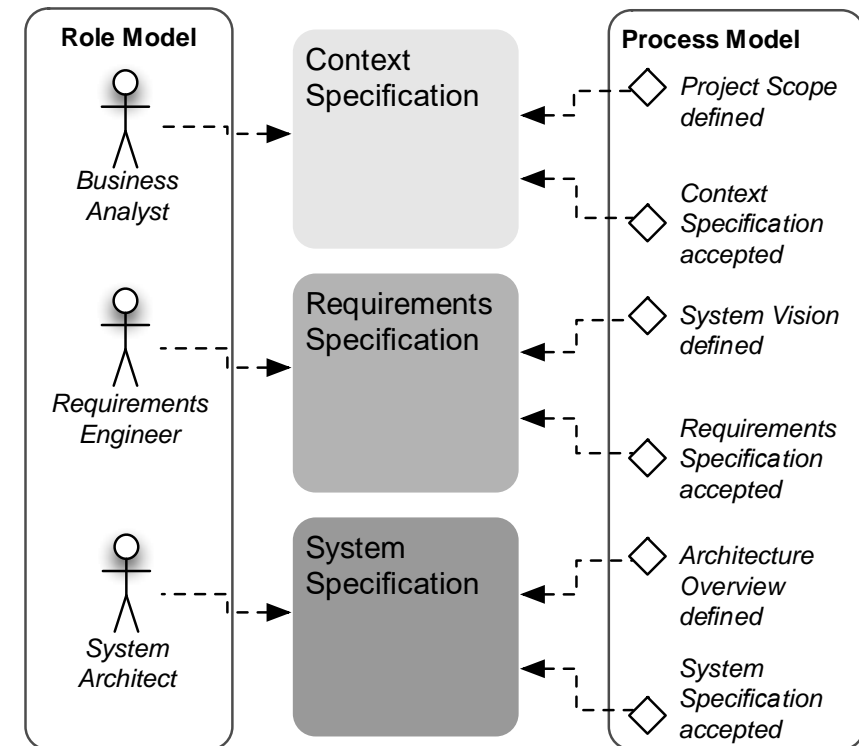 Role Model
Business
Analyst
Requirements
Engineer
System
Architect
Context
Specification
Requirements
Specification
System
Specification
Process Model
Project Scope
defined
Context
Specification
accepted
System Vision
defined
Requirements
Specification
accepted
Architecture
Overview
defined
System
Specification
accepted